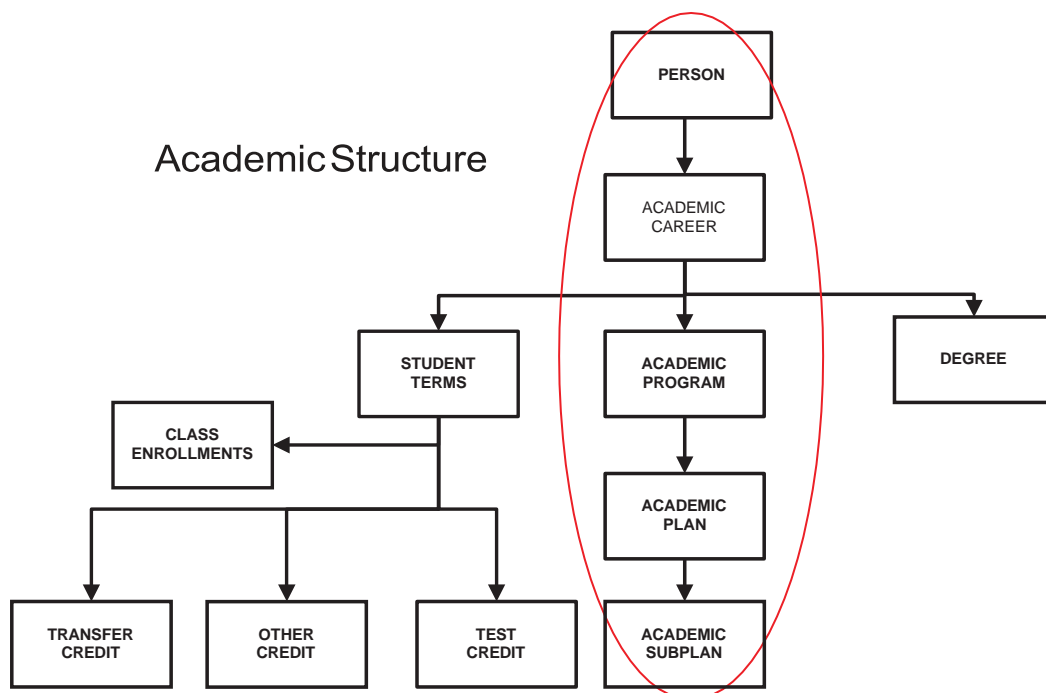 PERSON
Academic Structure
ACADEMIC
CAREER
STUDENT
TERMS
ACADEMIC
PROGRAM
DEGREE
CLASS
ENROLLMENTS
ACADEMIC
PLAN
TRANSFER
CREDIT
OTHER
CREDIT
TEST
CREDIT
ACADEMIC
SUBPLAN